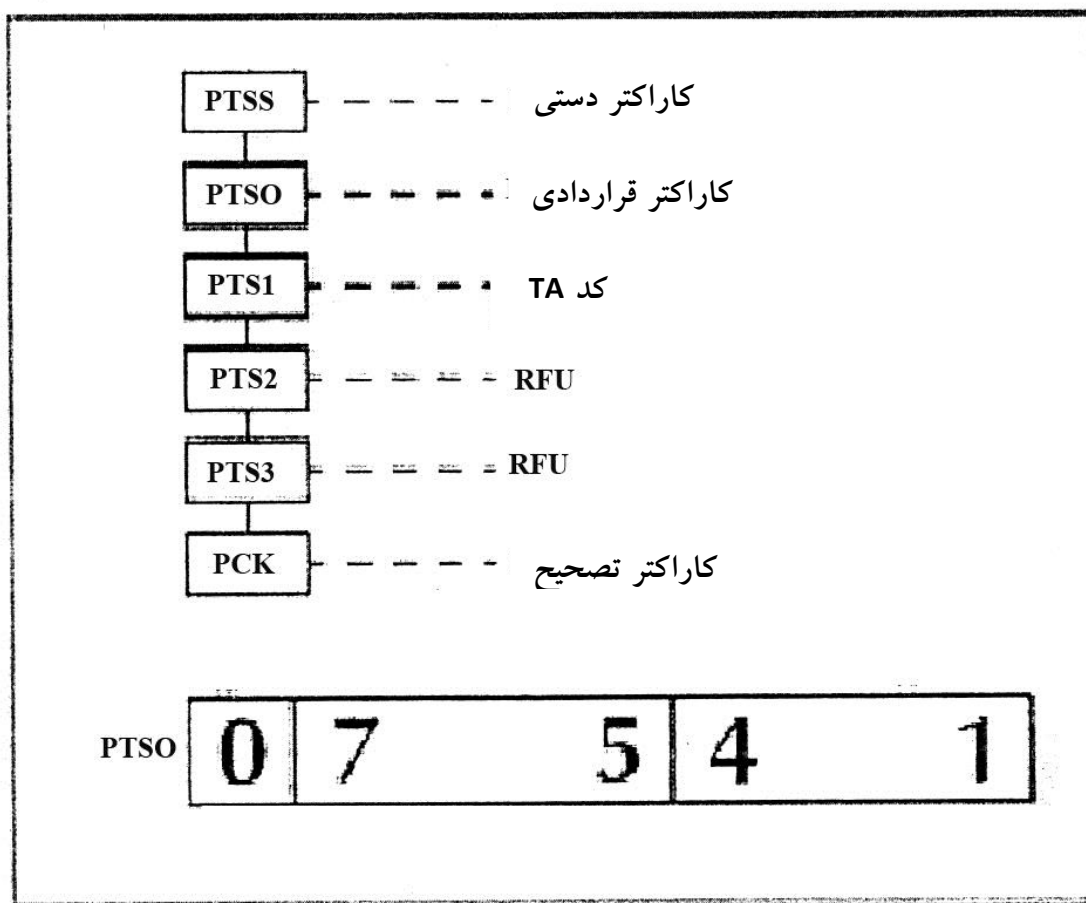 PTSS کاراکتر دستی
PTSO کاراکتر قراردادی
PTS1 کد TA
PTS2 RFU
PTS3 RFU
PCK کاراکتر تصحیح
PTSO 0 7 5 4 1